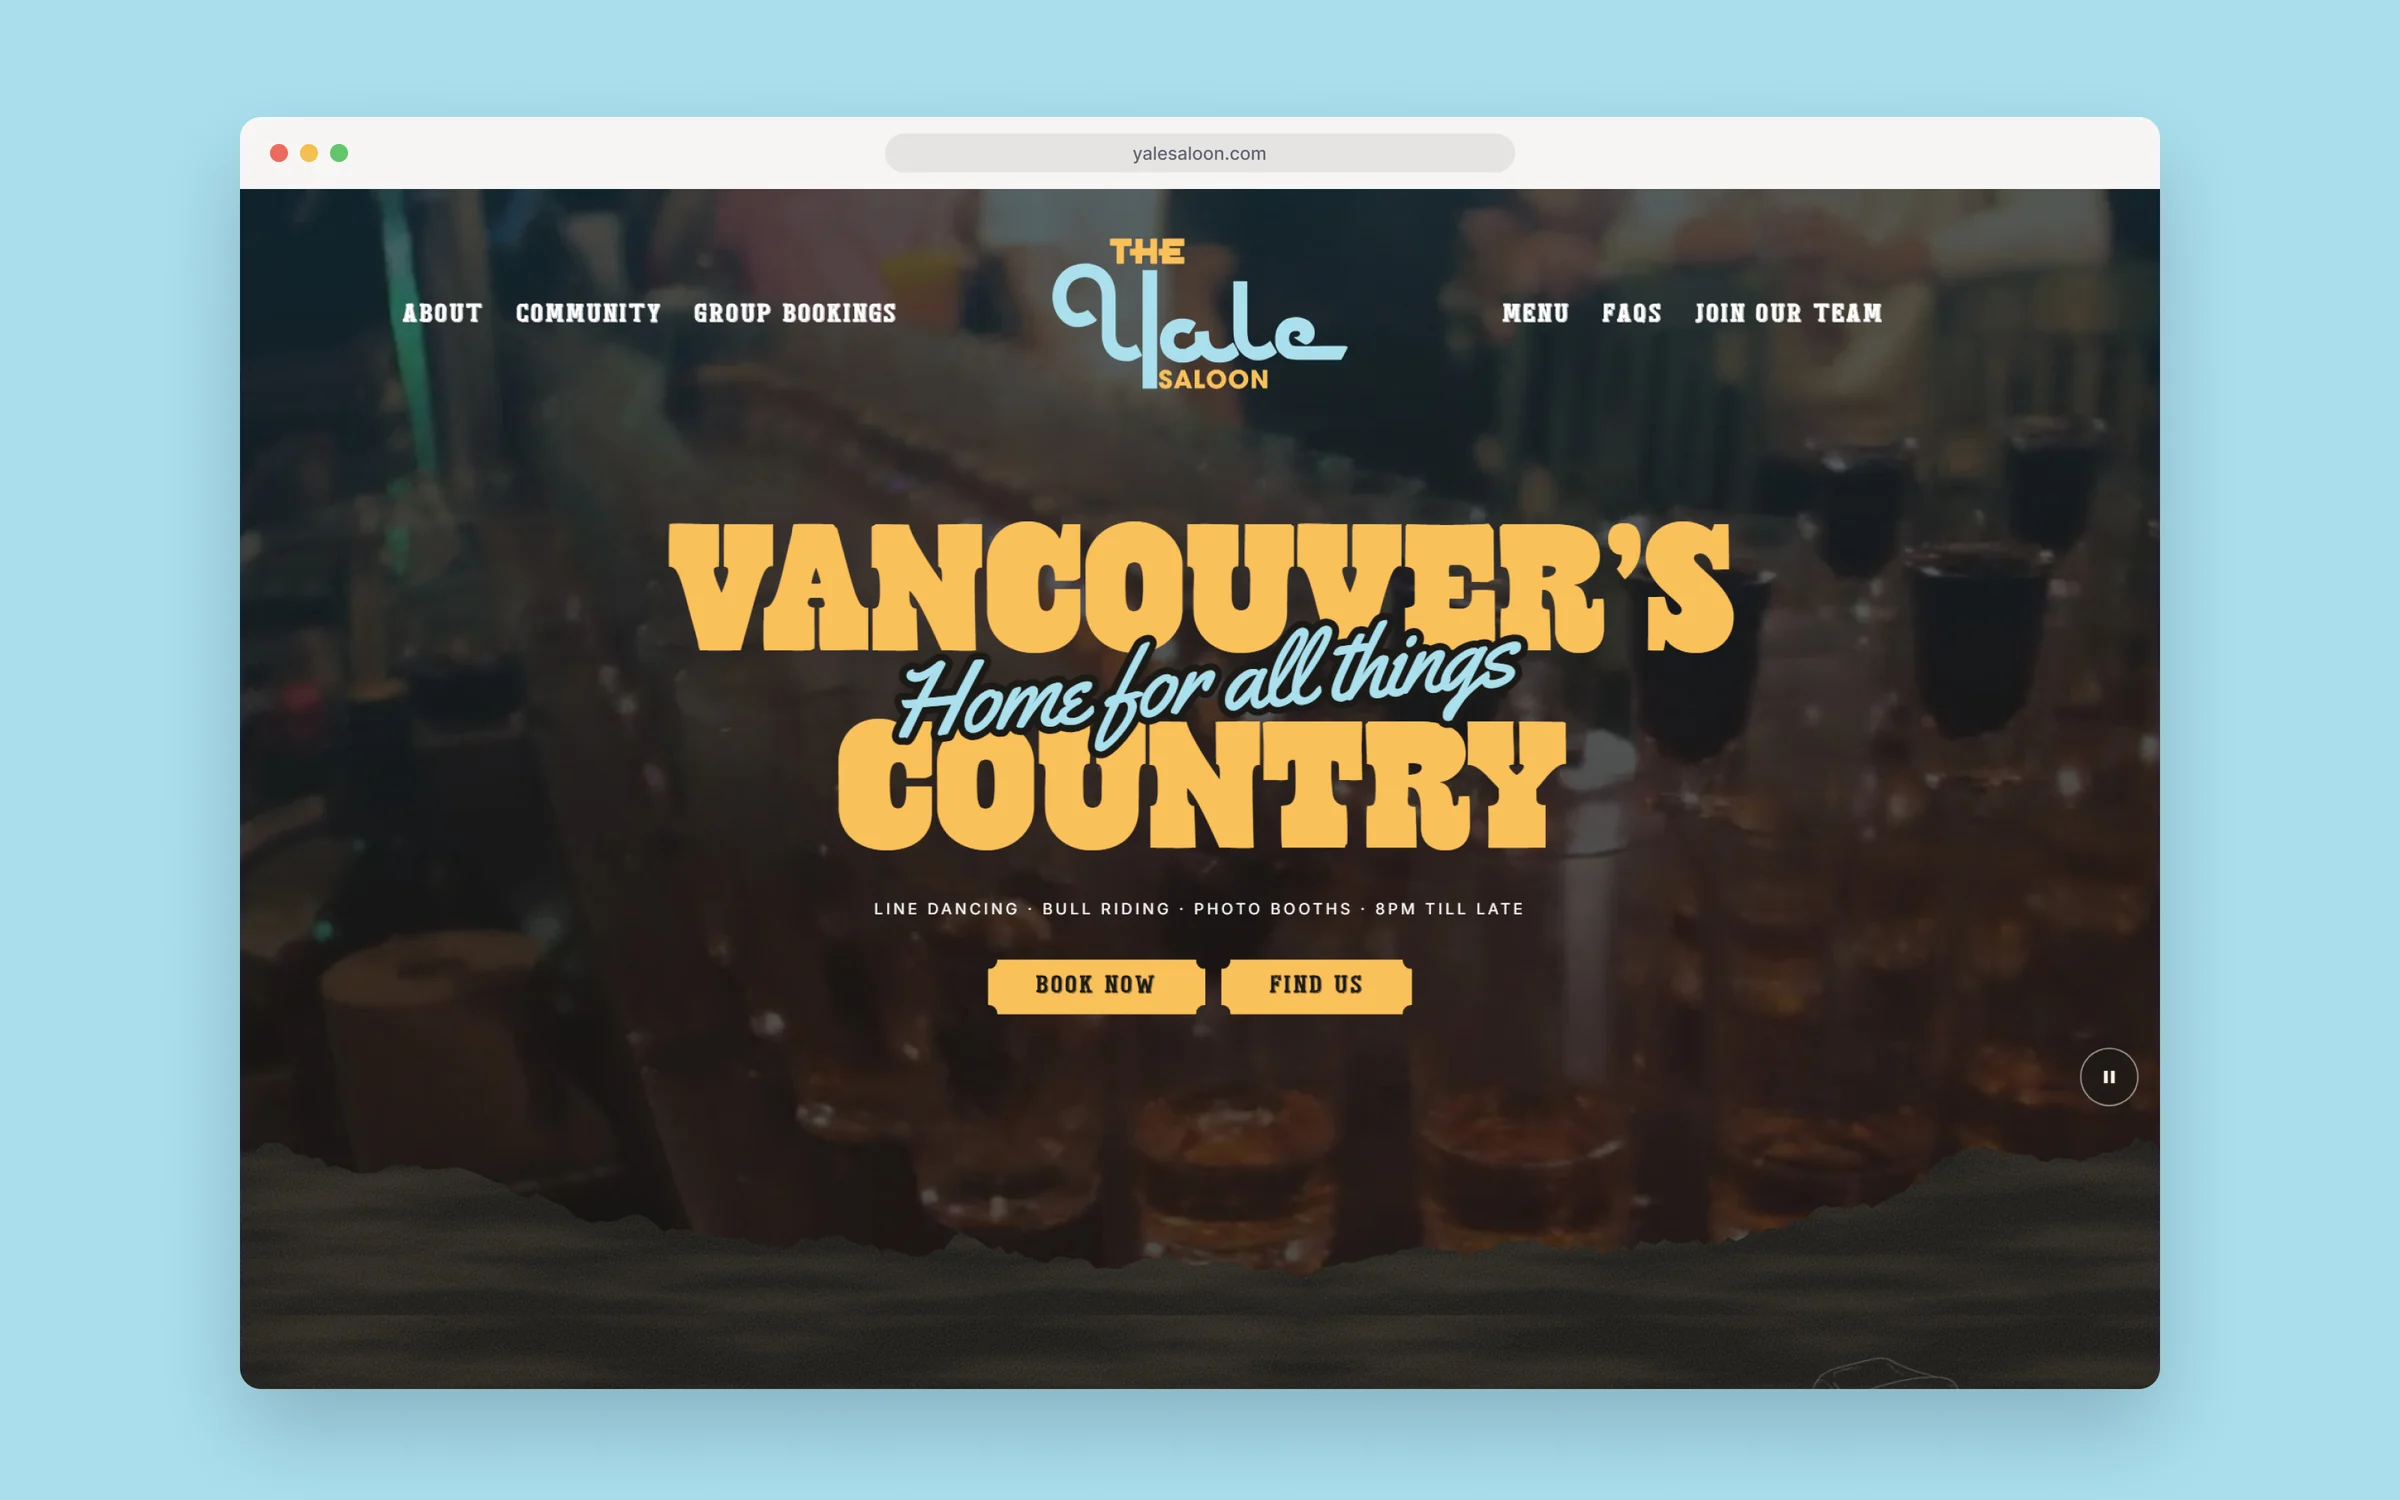 yalesaloon.com
THE
Yale
SALOON
ABOUT COMMUNITY GROUP BOOKINGS
MENU FAQS JOIN OUR TEAM
VANCOUVER’S
Home for all things
COUNTRY
LINE DANCING · BULL RIDING · PHOTO BOOTHS · 8PM TILL LATE
BOOK NOW FIND US